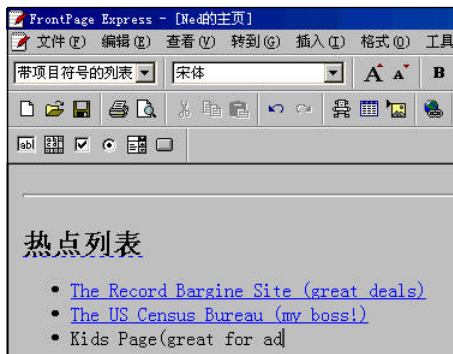 FrontPage Express - [Ned的主页]
文件(F) 编辑(E) 查看(V) 转到(G) 插入(I) 格式(O) 工具
带项目符号的列表 宋体 A A B
热点列表
The Record Bargine Site (great deals)
The US Census Bureau (my boss!)
Kids Page(great for ad